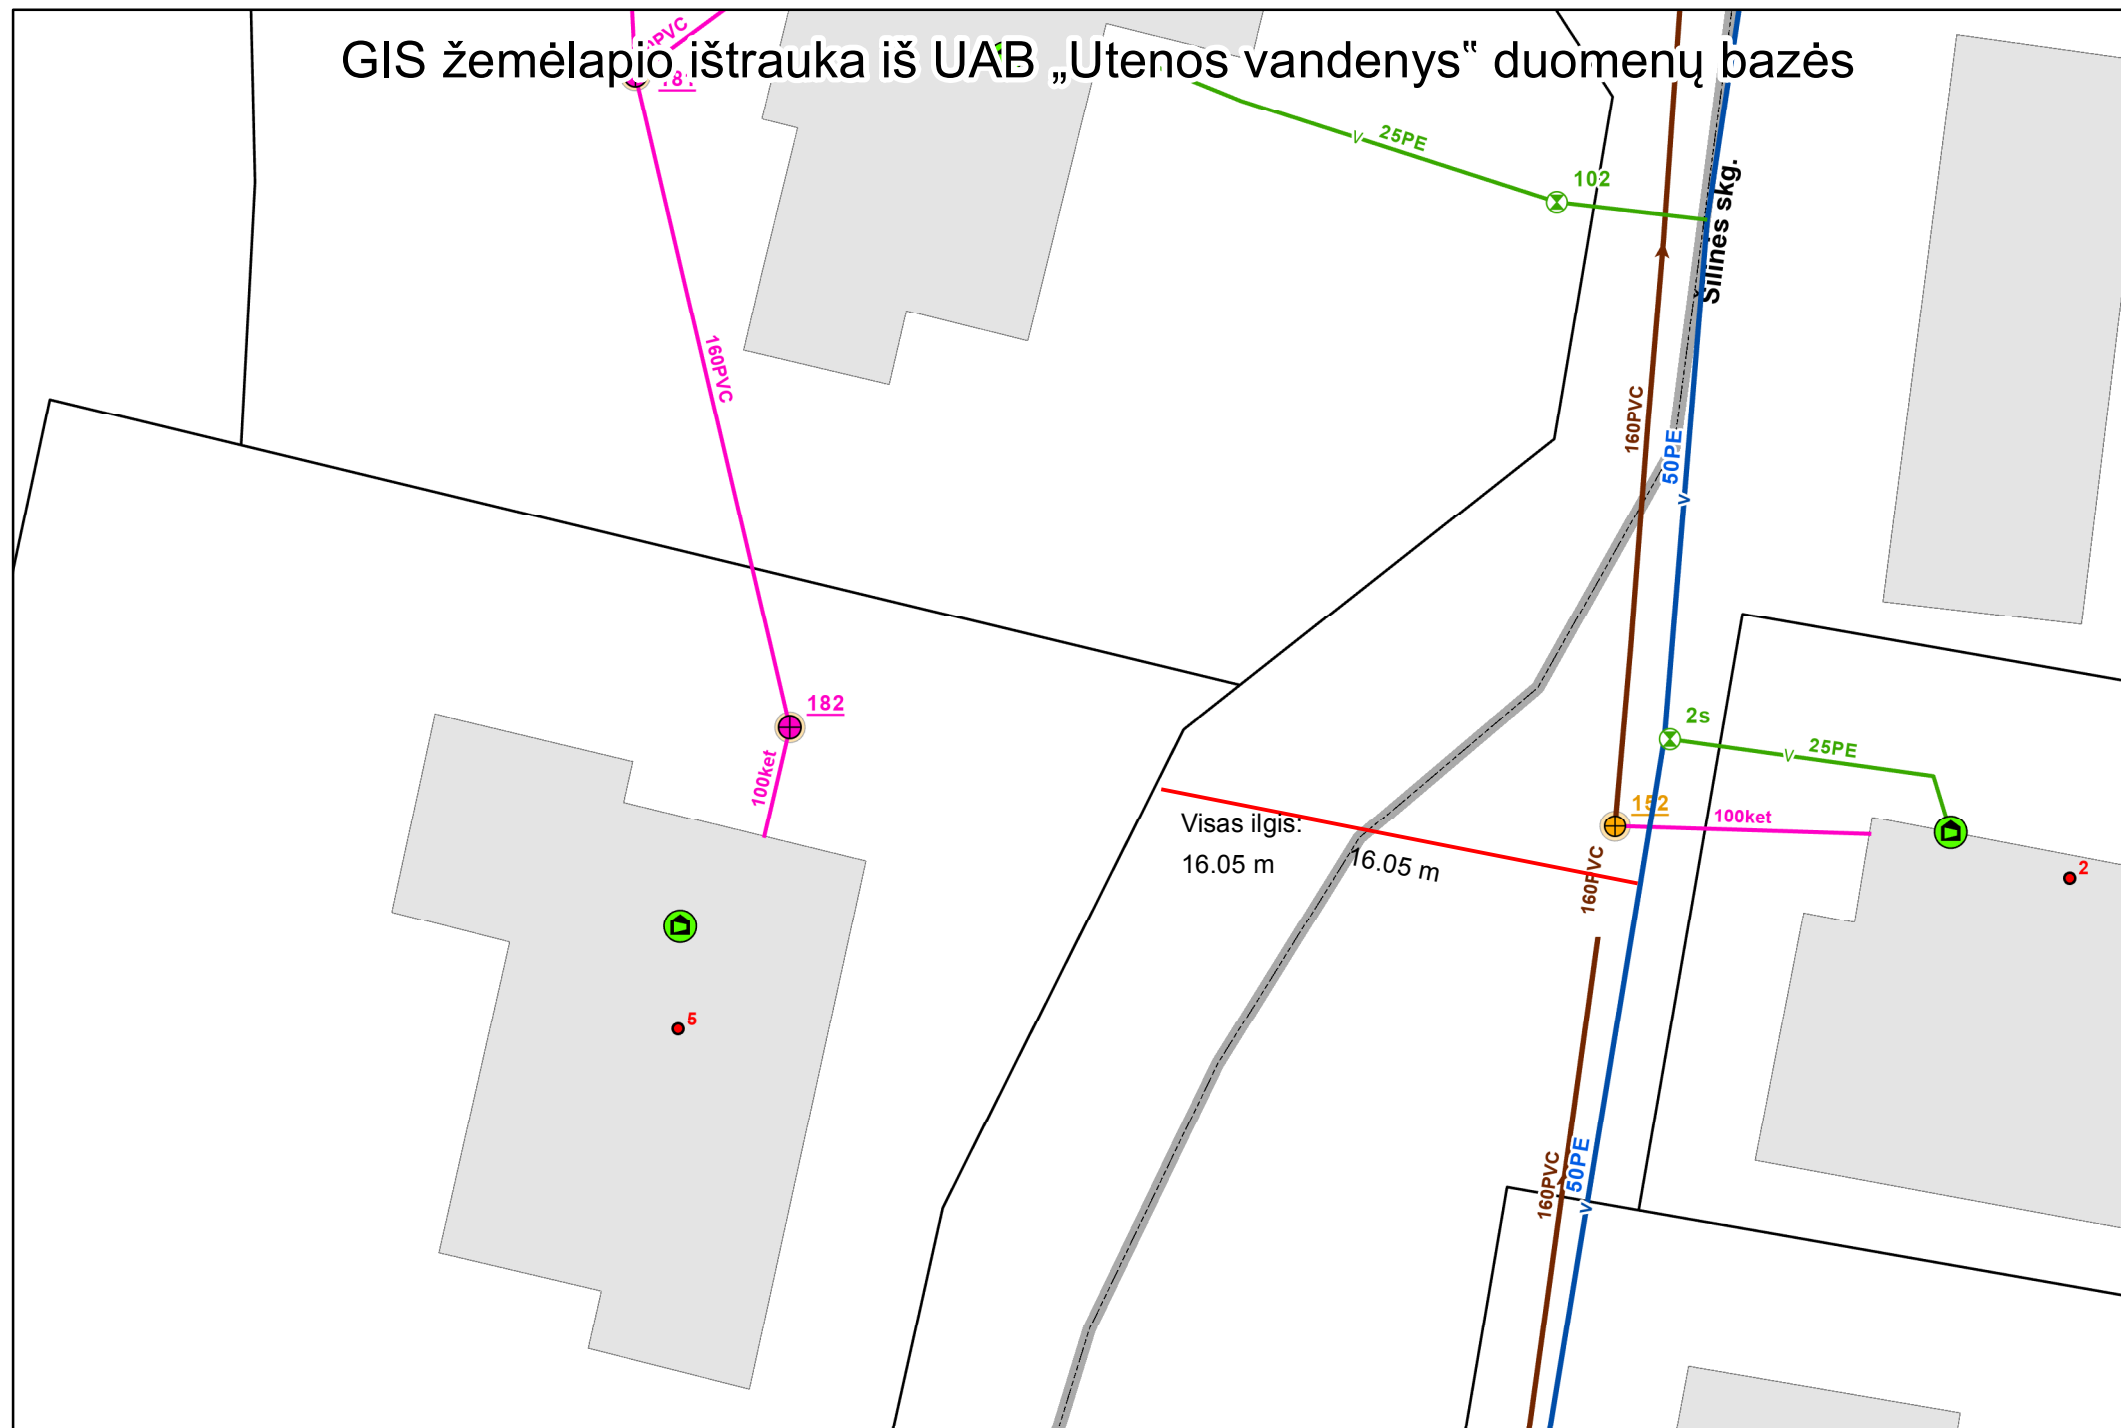 GIS žemėlapio ištrauka iš UAB „Utenos vandenys“ duomenų bazės
181
25PE
V
102
Šilinės skg.
160PVC
160PVC
50PE
V
182
100ket
2s
25PE
V
152
100ket
Visas ilgis:
16.05 m
16.05 m
160PVC
2
5
160PVC
50PE
V